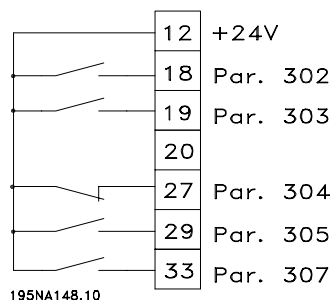 12 +24V
18 Par. 302
19 Par. 303
20
27 Par. 304
29 Par. 305
33 Par. 307
195NA148.10